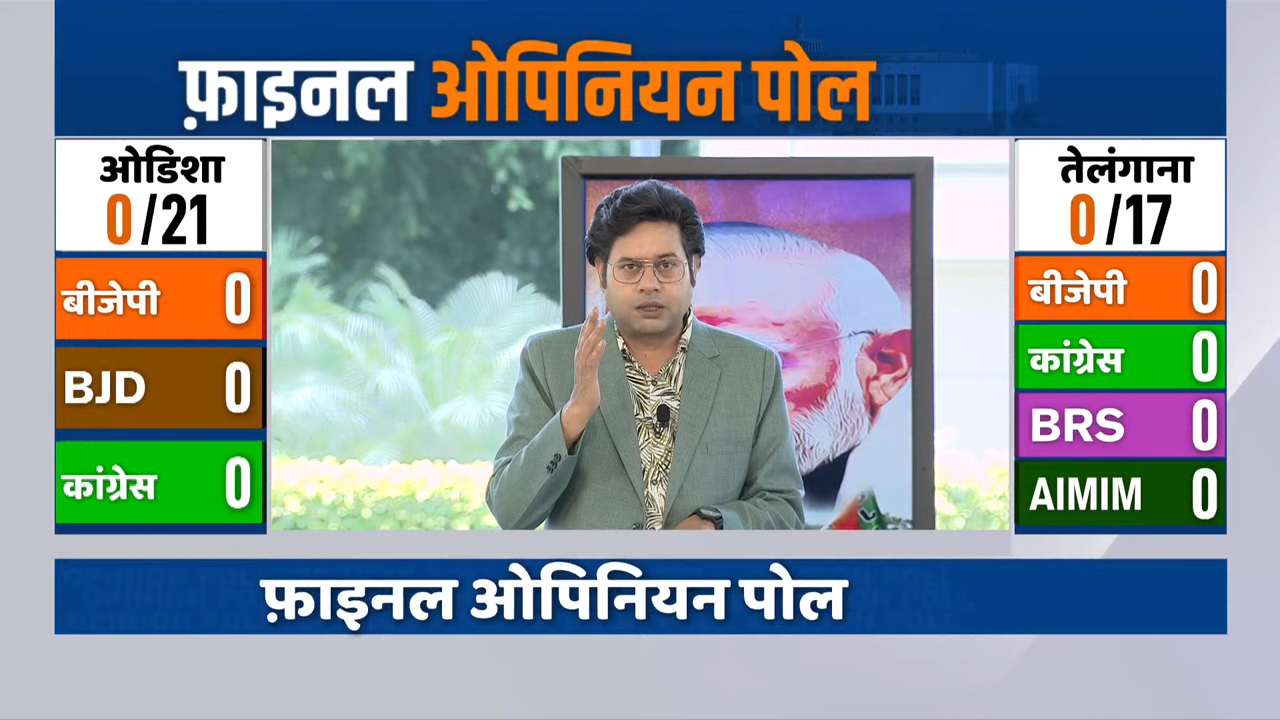 फ़ाइनल ओपिनियन पोल
ओडिशा
0/21
बीजेपी 0
BJD 0
कांग्रेस 0
तेलंगाना
0/17
बीजेपी 0
कांग्रेस 0
BRS 0
AIMIM 0
फ़ाइनल ओपिनियन पोल